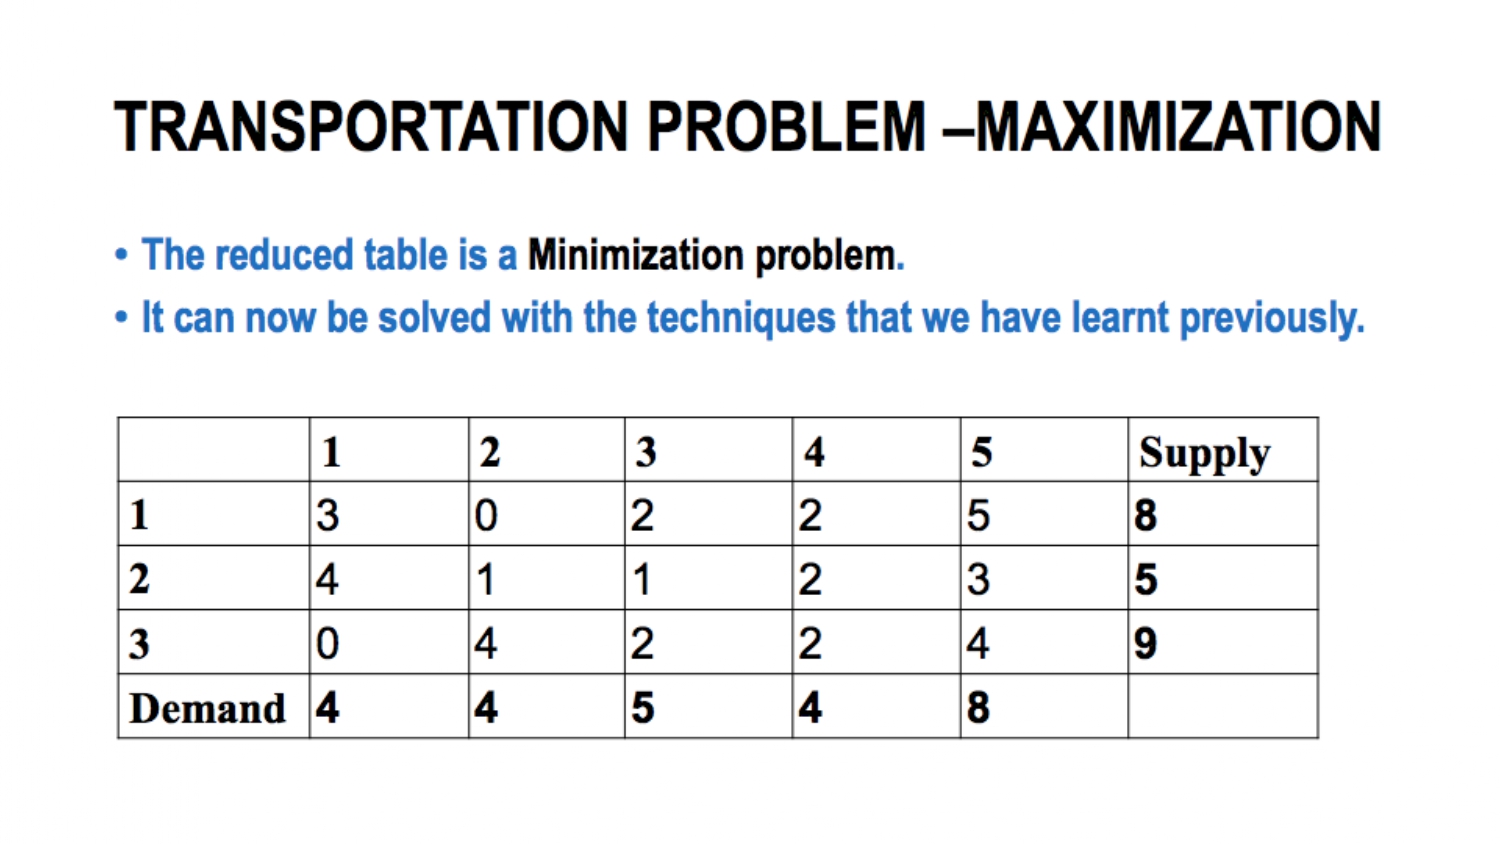 TRANSPORTATION PROBLEM –MAXIMIZATION
• The reduced table is a Minimization problem.
• It can now be solved with the techniques that we have learnt previously.
1 2 3 4 5 Supply
1 3 0 2 2 5 8
2 4 1 1 2 3 5
3 0 4 2 2 4 9
Demand 4 4 5 4 8